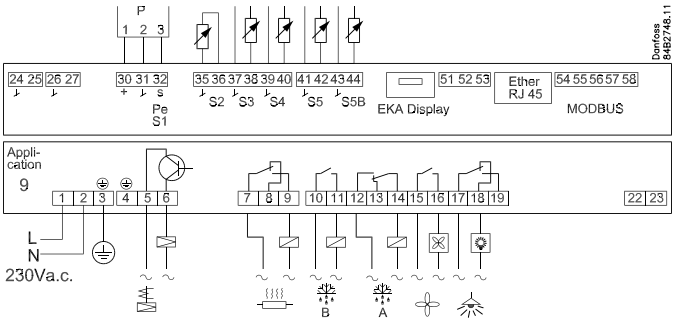 P
1 2 3
Danfoss
84B2748.11
24 25 26 27 30 31 32 35 36 37 38 39 40 41 42 43 44 51 52 53 54 55 56 57 58
+ s S2 S3 S4 S5 S5B
Pe
S1
EKA Display
Ether
RJ 45
MODBUS
Appli-
cation
9
1 2 3 4 5 6 7 8 9 10 11 12 13 14 15 16 17 18 19 22 23
L
N
230Va.c.
B A